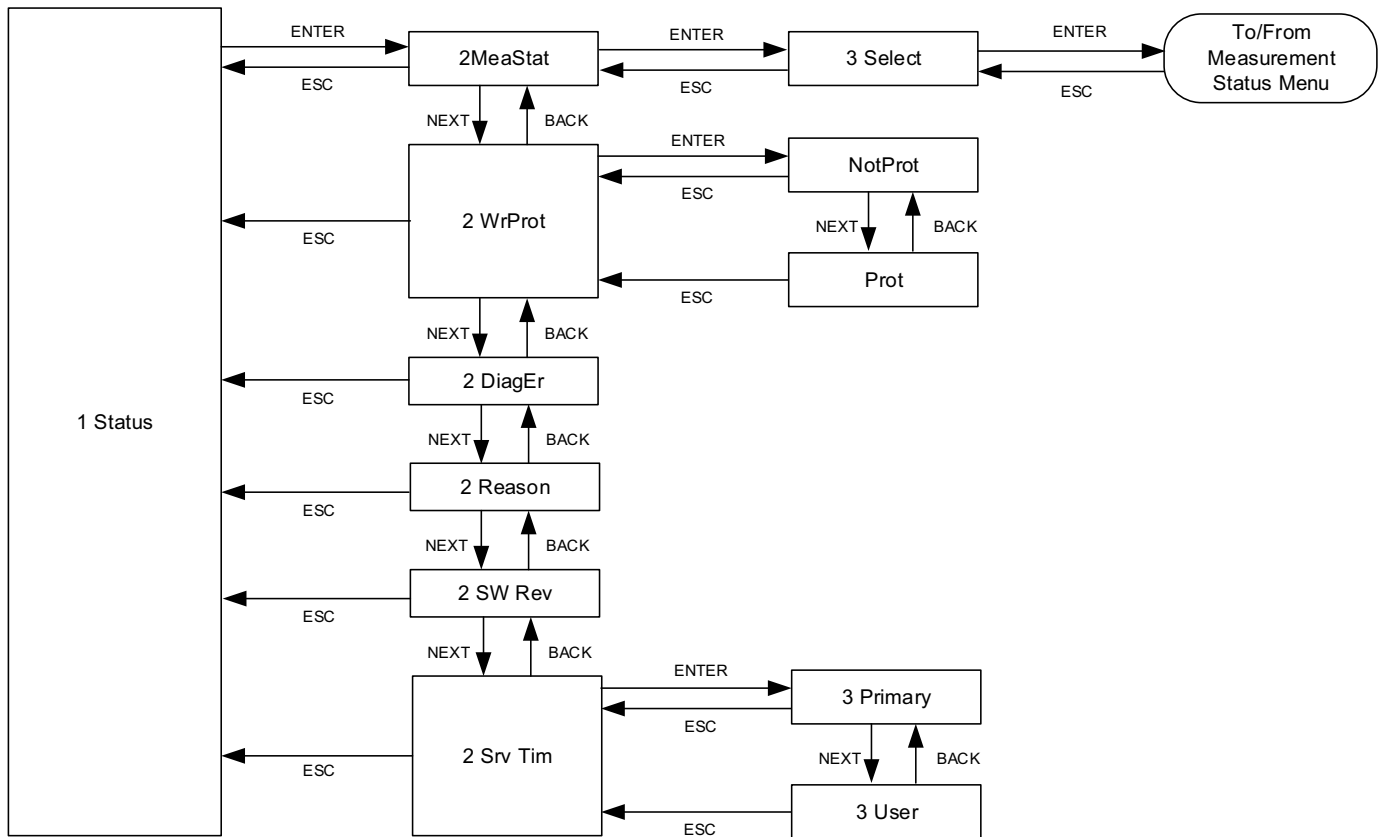 ENTER
2MeaStat
ENTER
3 Select
ENTER
To/From
Measurement
Status Menu
ESC
ESC
ESC
NEXT
BACK
ENTER
NotProt
ESC
2 WrProt
ESC
NEXT
BACK
Prot
ESC
NEXT
BACK
2 DiagEr
ESC
1 Status
NEXT
BACK
2 Reason
ESC
NEXT
BACK
2 SW Rev
ESC
NEXT
BACK
ENTER
3 Primary
ESC
2 Srv Tim
ESC
NEXT
BACK
3 User
ESC